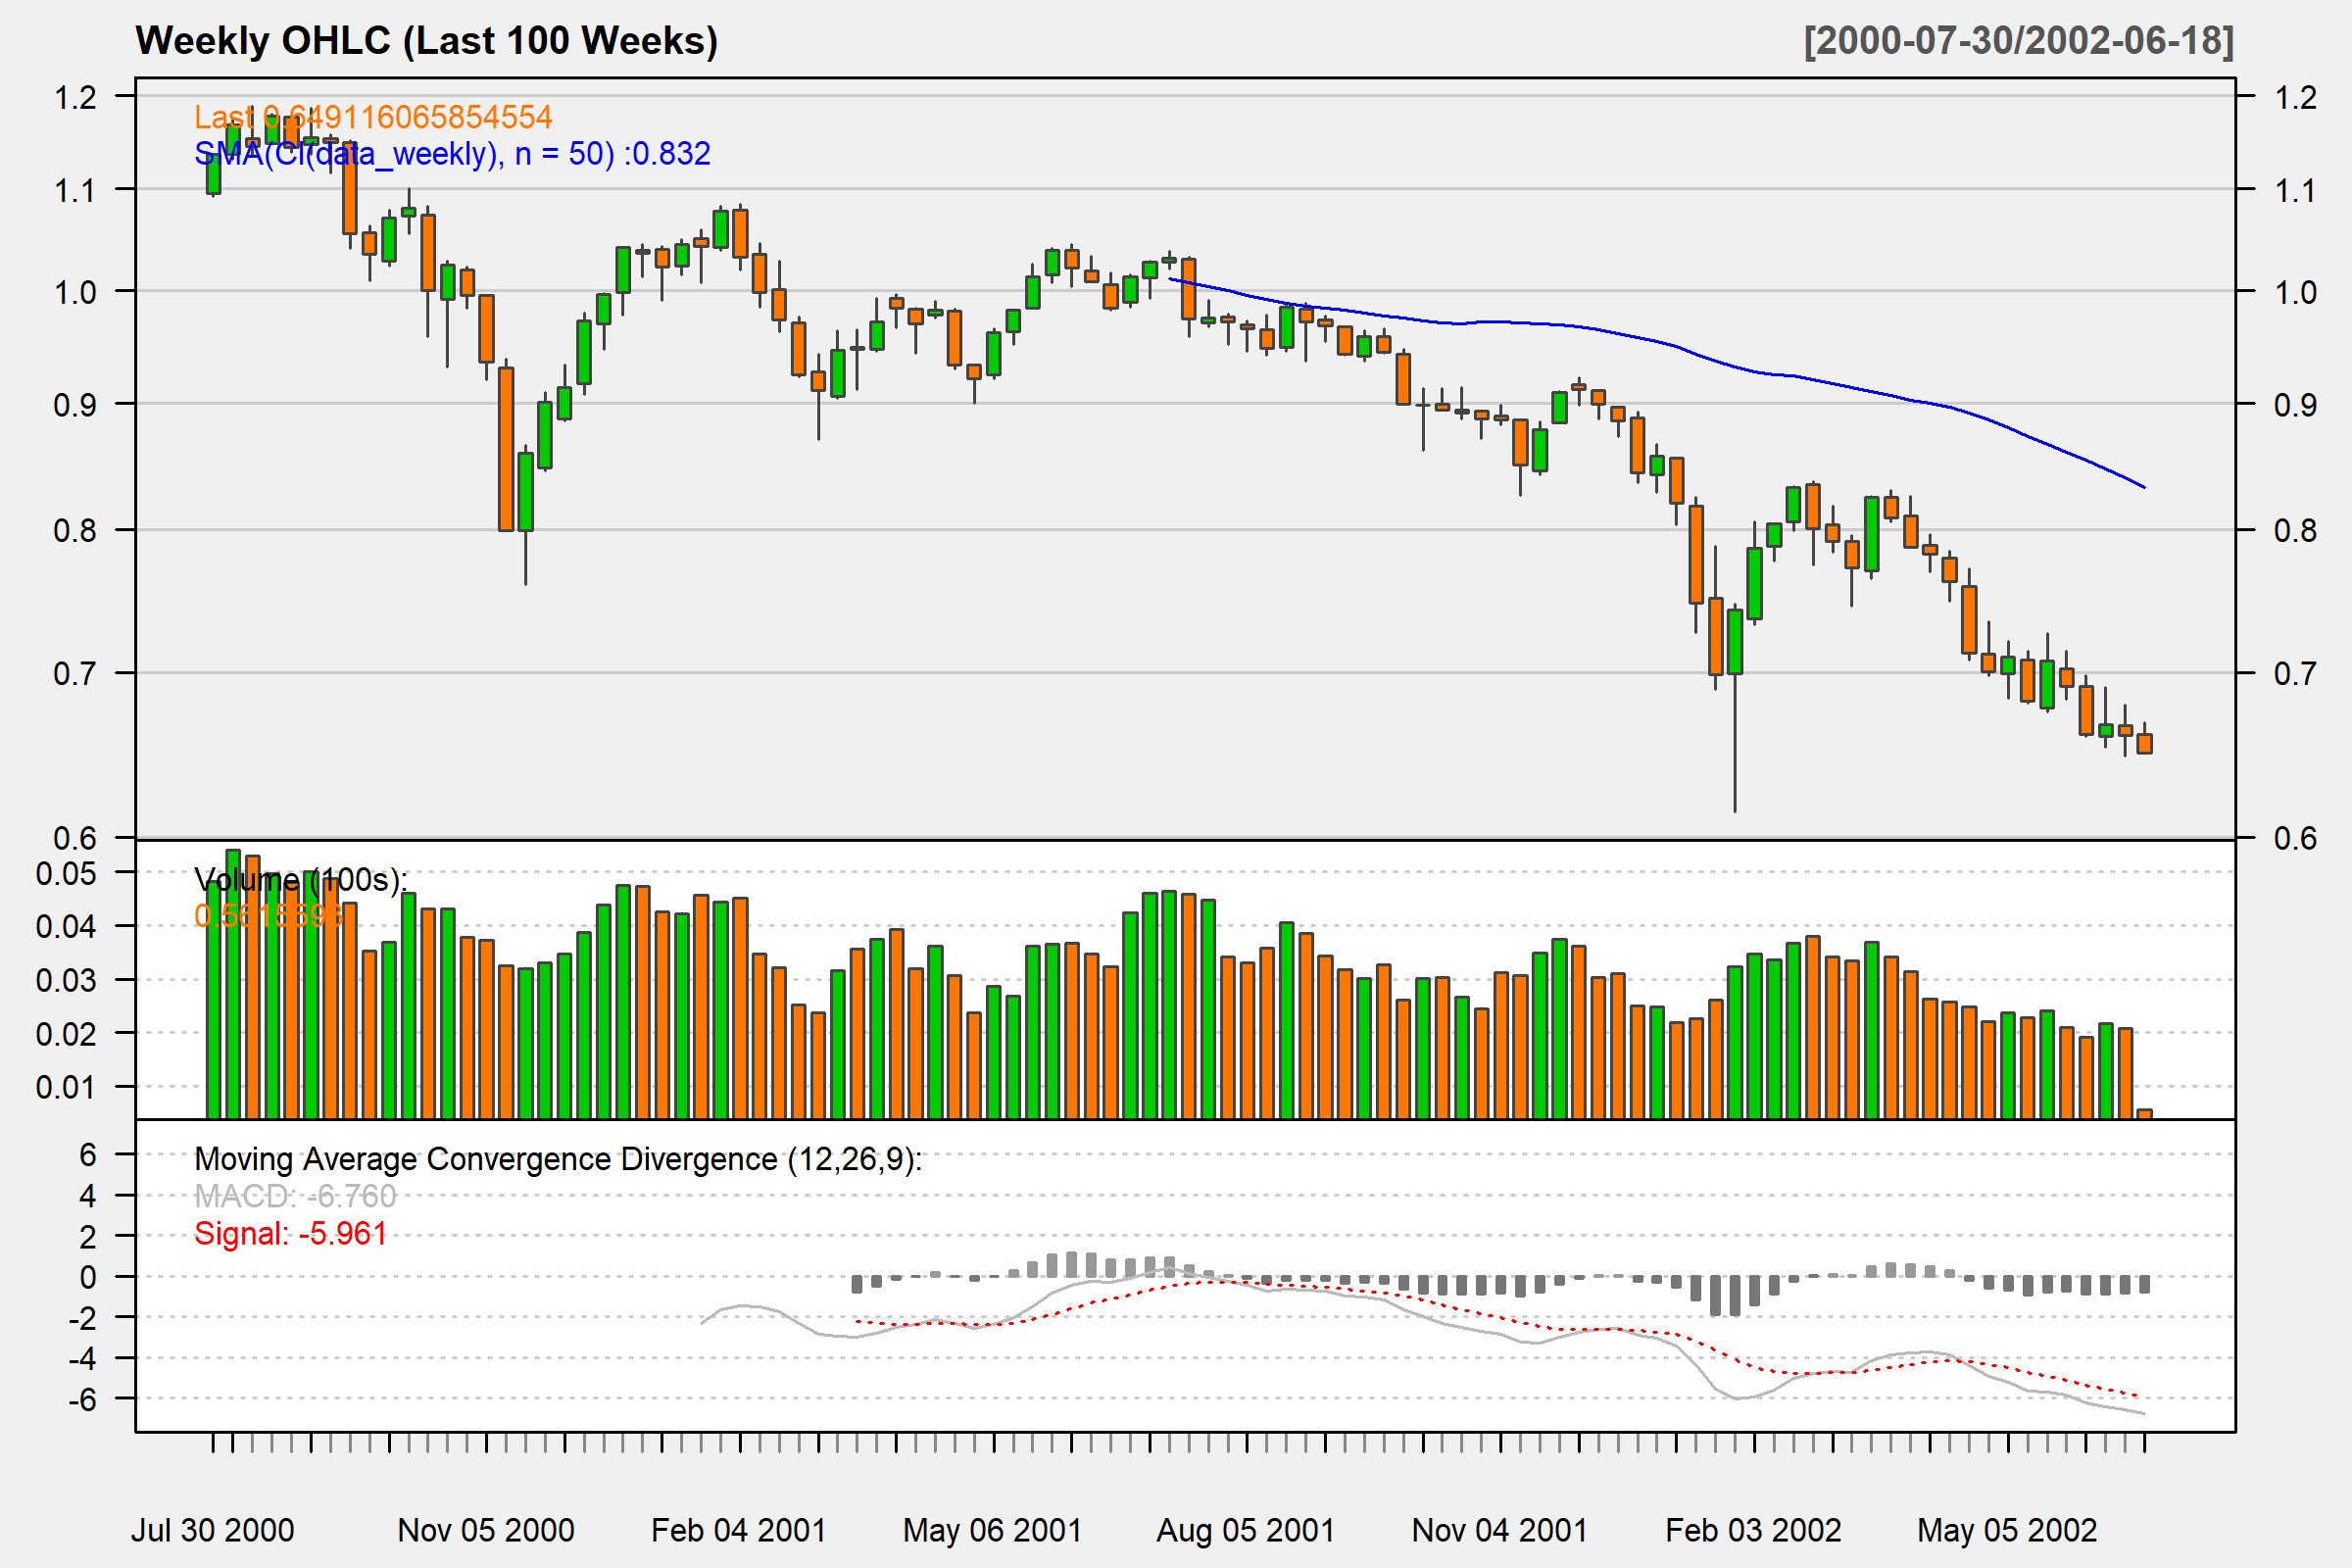 Weekly OHLC (Last 100 Weeks) [2000-07-30/2002-06-18]
Last 0.649116065854554
SMA(Cl(data_weekly), n = 50) :0.832
1.2 1.2
1.1 1.1
1.0 1.0
0.9 0.9
0.8 0.8
0.7 0.7
0.6 0.6
Volume (100s):
0.05
0.04
0.03
0.02
0.01
Moving Average Convergence Divergence (12,26,9):
MACD: -6.760
Signal: -5.961
6
4
2
0
-2
-4
-6
Jul 30 2000 Nov 05 2000 Feb 04 2001 May 06 2001 Aug 05 2001 Nov 04 2001 Feb 03 2002 May 05 2002